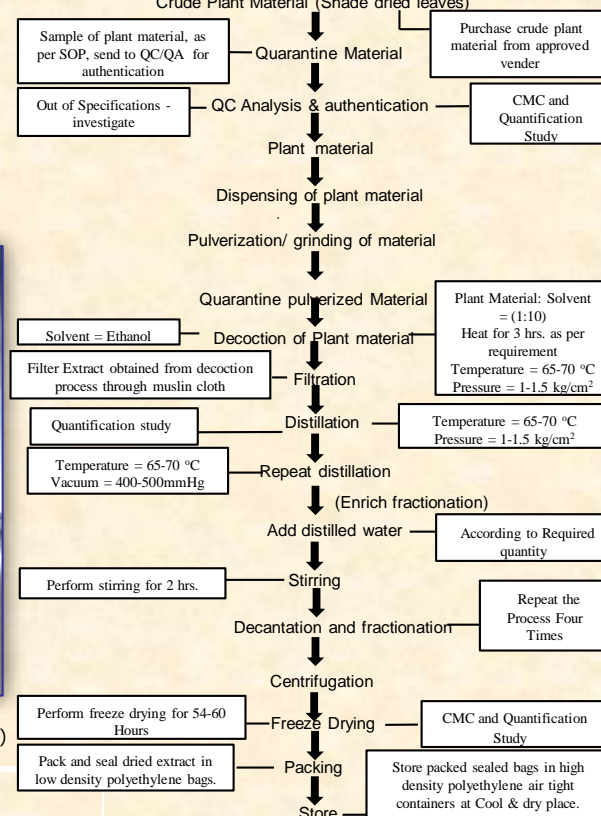 Crude Plant Material (Shade dried leaves)
Purchase crude plant
material from approved
vender
Sample of plant material, as
per SOP, send to QC/QA for
authentication
Quarantine Material
Out of Specifications -
investigate
QC Analysis & authentication
CMC and
Quantification
Study
Plant material
Dispensing of plant material
Pulverization/ grinding of material
Quarantine pulverized Material
Plant Material: Solvent
= (1:10)
Heat for 3 hrs. as per
requirement
Temperature = 65-70 °C
Pressure = 1-1.5 kg/cm²
Solvent = Ethanol
Decoction of Plant material
Filter Extract obtained from decoction
process through muslin cloth
Filtration
Quantification study
Distillation
Temperature = 65-70 °C
Pressure = 1-1.5 kg/cm²
Temperature = 65-70 °C
Vacuum = 400-500mmHg
Repeat distillation
(Enrich fractionation)
Add distilled water
According to Required
quantity
Perform stirring for 2 hrs.
Stirring
Repeat the
Process Four
Times
Decantation and fractionation
Centrifugation
)
Perform freeze drying for 54-60
Hours
Freeze Drying
CMC and Quantification
Study
Pack and seal dried extract in
low density polyethylene bags.
Packing
Store packed sealed bags in high
density polyethylene air tight
containers at Cool & dry place.
Store